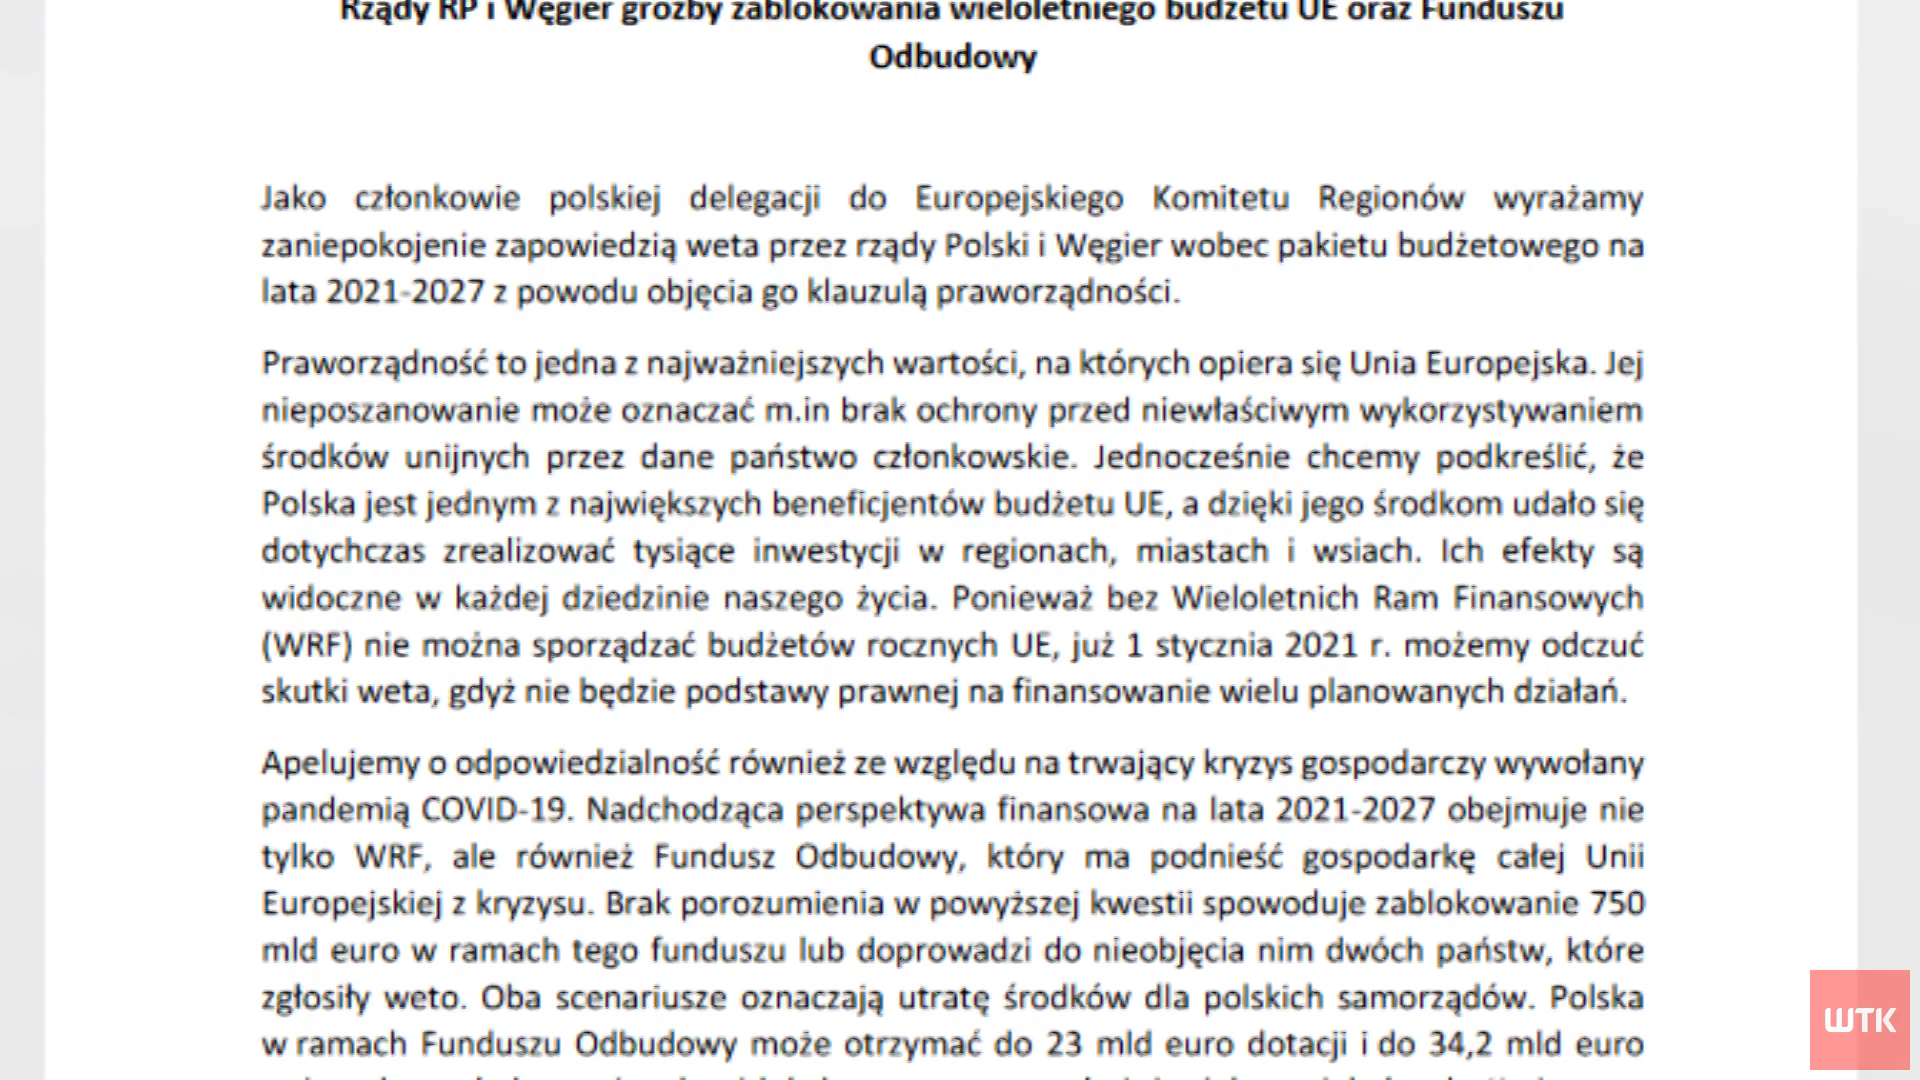 Rządy RP i Węgier groźby zablokowania wieloletniego budżetu UE oraz Funduszu
Odbudowy
Jako członkowie polskiej delegacji do Europejskiego Komitetu Regionów wyrażamy
zaniepokojenie zapowiedzią weta przez rządy Polski i Węgier wobec pakietu budżetowego na
lata 2021-2027 z powodu objęcia go klauzulą praworządności.
Praworządność to jedna z najważniejszych wartości, na których opiera się Unia Europejska. Jej
nieposzanowanie może oznaczać m.in brak ochrony przed niewłaściwym wykorzystywaniem
środków unijnych przez dane państwo członkowskie. Jednocześnie chcemy podkreślić, że
Polska jest jednym z największych beneficjentów budżetu UE, a dzięki jego środkom udało się
dotychczas zrealizować tysiące inwestycji w regionach, miastach i wsiach. Ich efekty są
widoczne w każdej dziedzinie naszego życia. Ponieważ bez Wieloletnich Ram Finansowych
(WRF) nie można sporządzać budżetów rocznych UE, już 1 stycznia 2021 r. możemy odczuć
skutki weta, gdyż nie będzie podstawy prawnej na finansowanie wielu planowanych działań.
Apelujemy o odpowiedzialność również ze względu na trwający kryzys gospodarczy wywołany
pandemią COVID-19. Nadchodząca perspektywa finansowa na lata 2021-2027 obejmuje nie
tylko WRF, ale również Fundusz Odbudowy, który ma podnieść gospodarkę całej Unii
Europejskiej z kryzysu. Brak porozumienia w powyższej kwestii spowoduje zablokowanie 750
mld euro w ramach tego funduszu lub doprowadzi do nieobjęcia nim dwóch państw, które
zgłosiły weto. Oba scenariusze oznaczają utratę środków dla polskich samorządów. Polska
w ramach Funduszu Odbudowy może otrzymać do 23 mld euro dotacji i do 34,2 mld euro
WTK